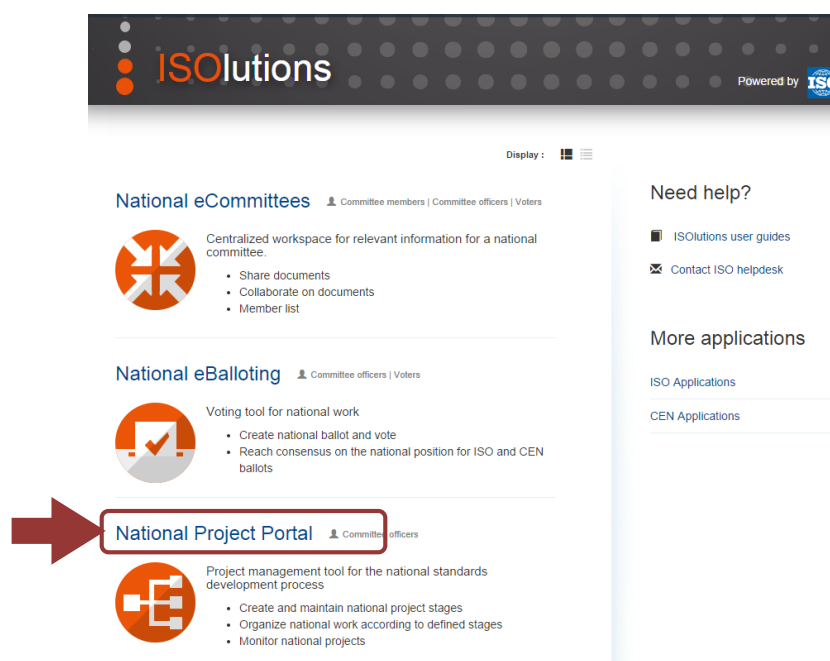 ISOlutions
Powered by ISO
Display :
National eCommittees Committee members | Committee officers | Voters
Centralized workspace for relevant information for a national
committee.
• Share documents
• Collaborate on documents
• Member list
National eBalloting Committee officers | Voters
Voting tool for national work
• Create national ballot and vote
• Reach consensus on the national position for ISO and CEN
ballots
National Project Portal Committee officers
Project management tool for the national standards
development process
• Create and maintain national project stages
• Organize national work according to defined stages
• Monitor national projects
Need help?
ISOlutions user guides
Contact ISO helpdesk
More applications
ISO Applications
CEN Applications